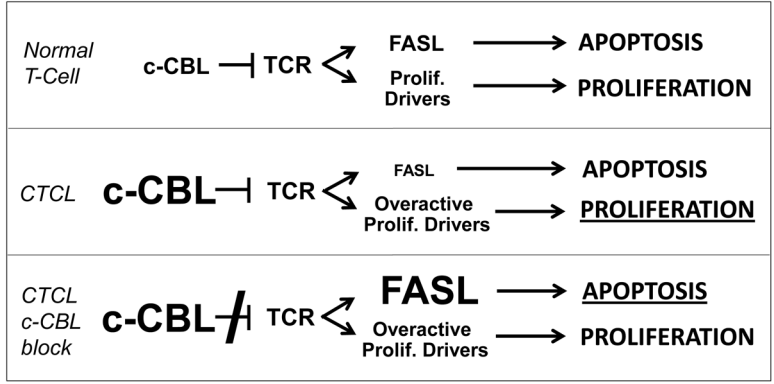 Normal
T-Cell
c-CBL TCR FASL APOPTOSIS
Prolif.
Drivers PROLIFERATION
CTCL c-CBL TCR FASL APOPTOSIS
Overactive
Prolif. Drivers PROLIFERATION
CTCL
c-CBL
block
c-CBL TCR FASL APOPTOSIS
Overactive
Prolif. Drivers PROLIFERATION